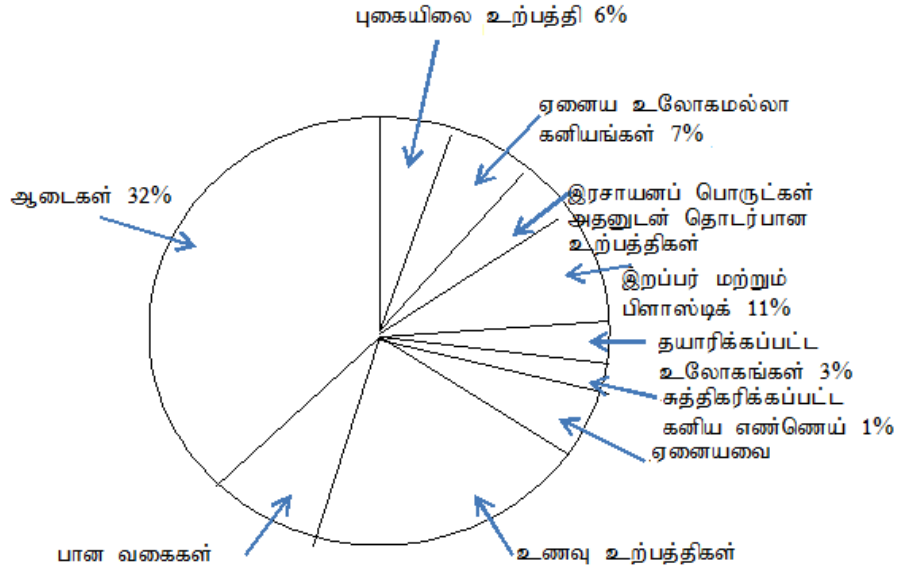 புகையிலை உற்பத்தி 6%
ஏனைய உலோகமல்லா
கனியங்கள் 7%
இரசாயனப் பொருட்கள்
அதனுடன் தொடர்பான
உற்பத்திகள்
இறப்பர் மற்றும்
பிளாஸ்டிக் 11%
தயாரிக்கப்பட்ட
உலோகங்கள் 3%
சுத்திகரிக்கப்பட்ட
கனிய எண்ணெய் 1%
ஏனையவை
உணவு உற்பத்திகள்
பான வகைகள்
ஆடைகள் 32%